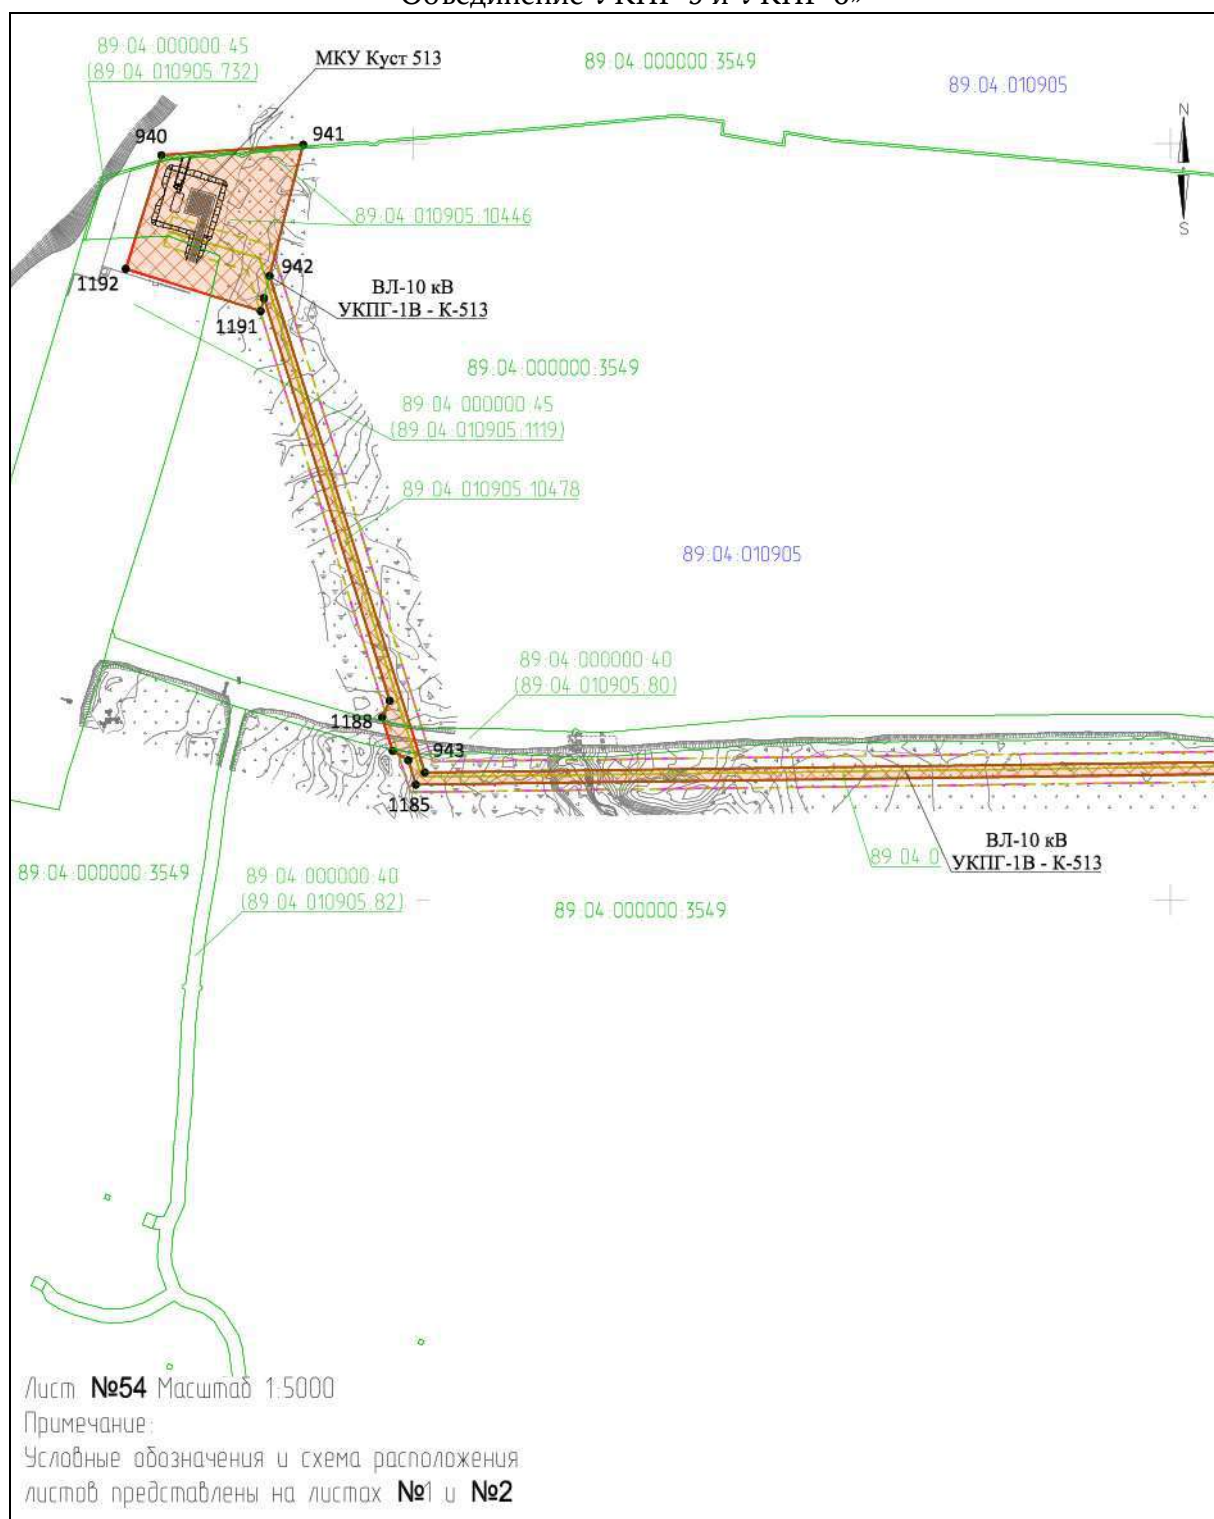 Объединение УКПГ-5 и УКПГ-6»
89:04:000000:45
(89:04:010905:732)
МКУ Куст 513
89:04:000000:3549
89:04:010905
940
941
N
S
89:04:010905:10446
942
1192
ВЛ-10 кВ
УКПГ-1В - К-513
1191
89:04:000000:3549
89:04:000000:45
(89:04:010905:1119)
89:04:010905:10478
89:04:010905
89:04:000000:40
(89:04:010905:80)
1188
943
1185
ВЛ-10 кВ
УКПГ-1В - К-513
89:04:0
89:04:000000:3549
89:04:000000:40
(89:04:010905:82)
89:04:000000:3549
Лист №54 Масштаб 1:5000
Примечание:
Условные обозначения и схема расположения
листов представлены на листах №1 и №2